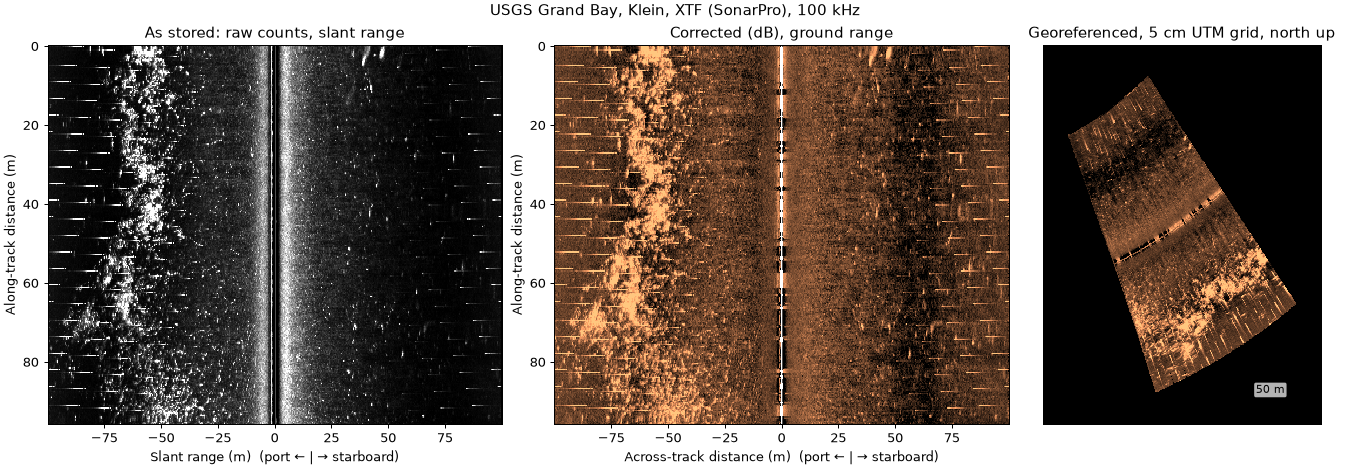 USGS Grand Bay, Klein, XTF (SonarPro), 100 kHz
As stored: raw counts, slant range
Corrected (dB), ground range
Georeferenced, 5 cm UTM grid, north up
Along-track distance (m)
0
20
40
60
80
−75
−50
−25
0
25
50
75
Slant range (m) (port ← | → starboard)
Along-track distance (m)
0
20
40
60
80
−75
−50
−25
0
25
50
75
Across-track distance (m) (port ← | → starboard)
50 m